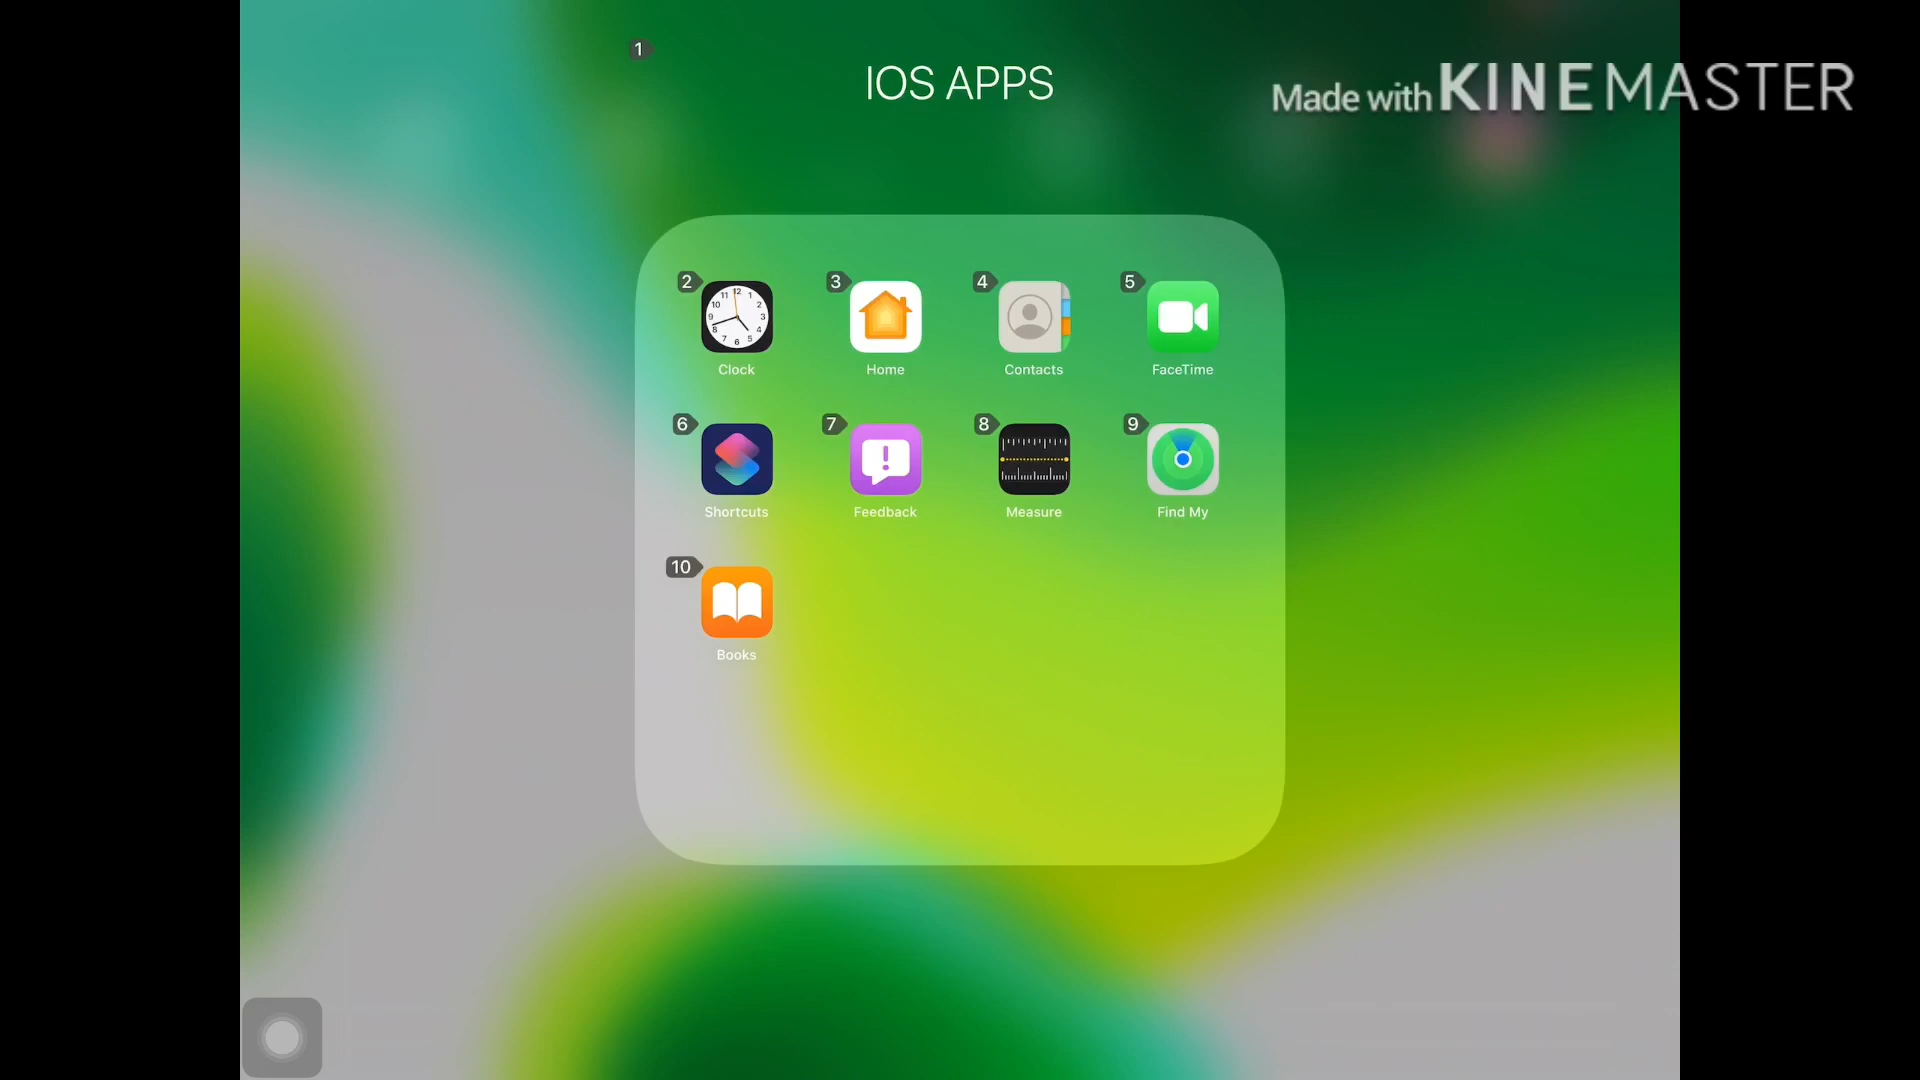 1
IOS APPS
Made with KINEMASTER
2 3 4 5
Clock Home Contacts FaceTime
6 7 8 9
Shortcuts Feedback Measure Find My
10
Books